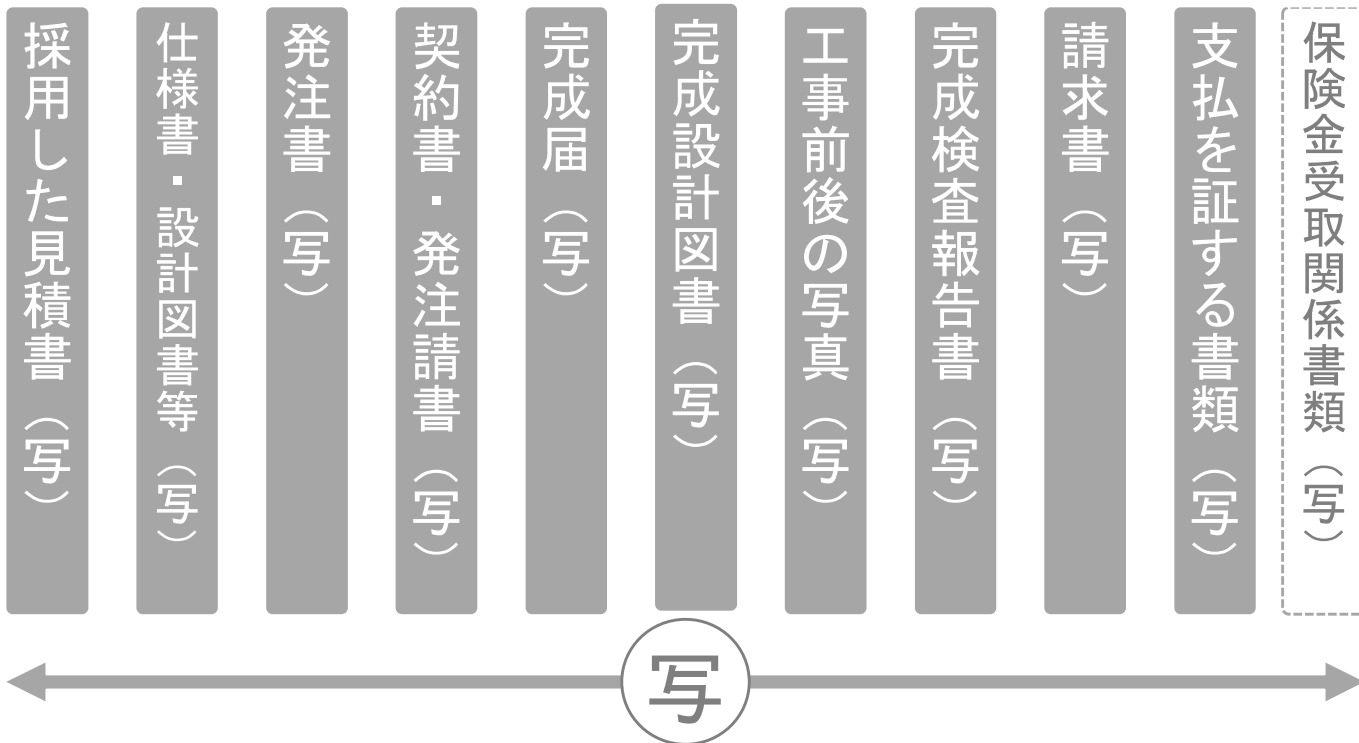 採用した見積書（写）
仕様書・設計図書等（写）
発注書（写）
契約書・発注請書（写）
完成届（写）
完成設計図書（写）
工事前後の写真（写）
完成検査報告書（写）
請求書（写）
支払を証する書類（写）
保険金受取関係書類（写）
写